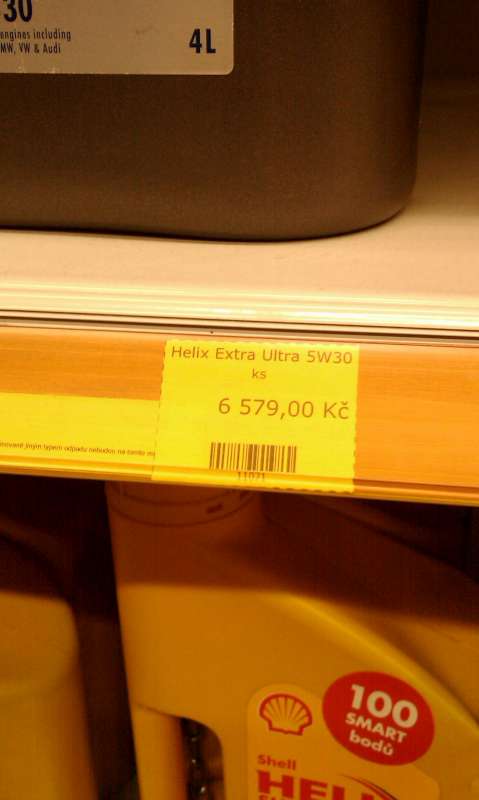 30
engines including
MW, VW & Audi
4L
Helix Extra Ultra 5W30
ks
6 579,00 Kč
11071
100
SMART
bodů
Shell
HELI